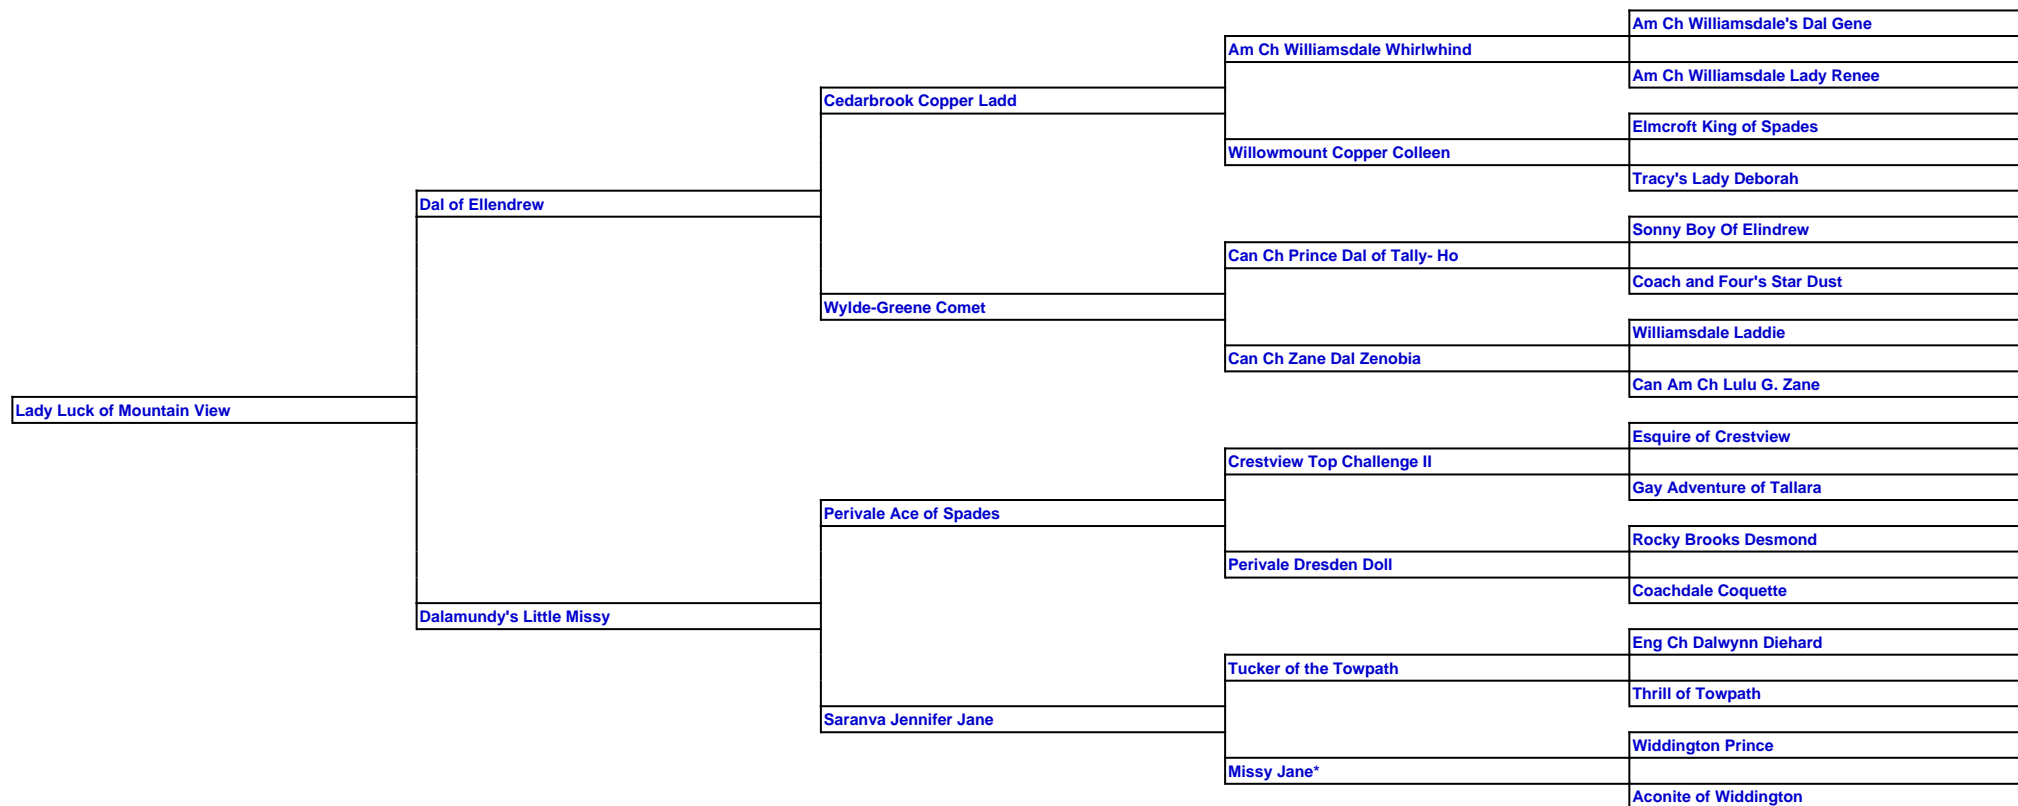 Am Ch Williamsdale's Dal Gene
Am Ch Williamsdale Whirlwhind
Am Ch Williamsdale Lady Renee
Cedarbrook Copper Ladd
Elmcroft King of Spades
Willowmount Copper Colleen
Tracy's Lady Deborah
Dal of Ellendrew
Sonny Boy Of Elindrew
Can Ch Prince Dal of Tally- Ho
Coach and Four's Star Dust
Wylde-Greene Comet
Williamsdale Laddie
Can Ch Zane Dal Zenobia
Can Am Ch Lulu G. Zane
Lady Luck of Mountain View
Esquire of Crestview
Crestview Top Challenge II
Gay Adventure of Tallara
Perivale Ace of Spades
Rocky Brooks Desmond
Perivale Dresden Doll
Coachdale Coquette
Dalamundy's Little Missy
Eng Ch Dalwynn Diehard
Tucker of the Towpath
Thrill of Towpath
Saranva Jennifer Jane
Widdington Prince
Missy Jane*
Aconite of Widdington